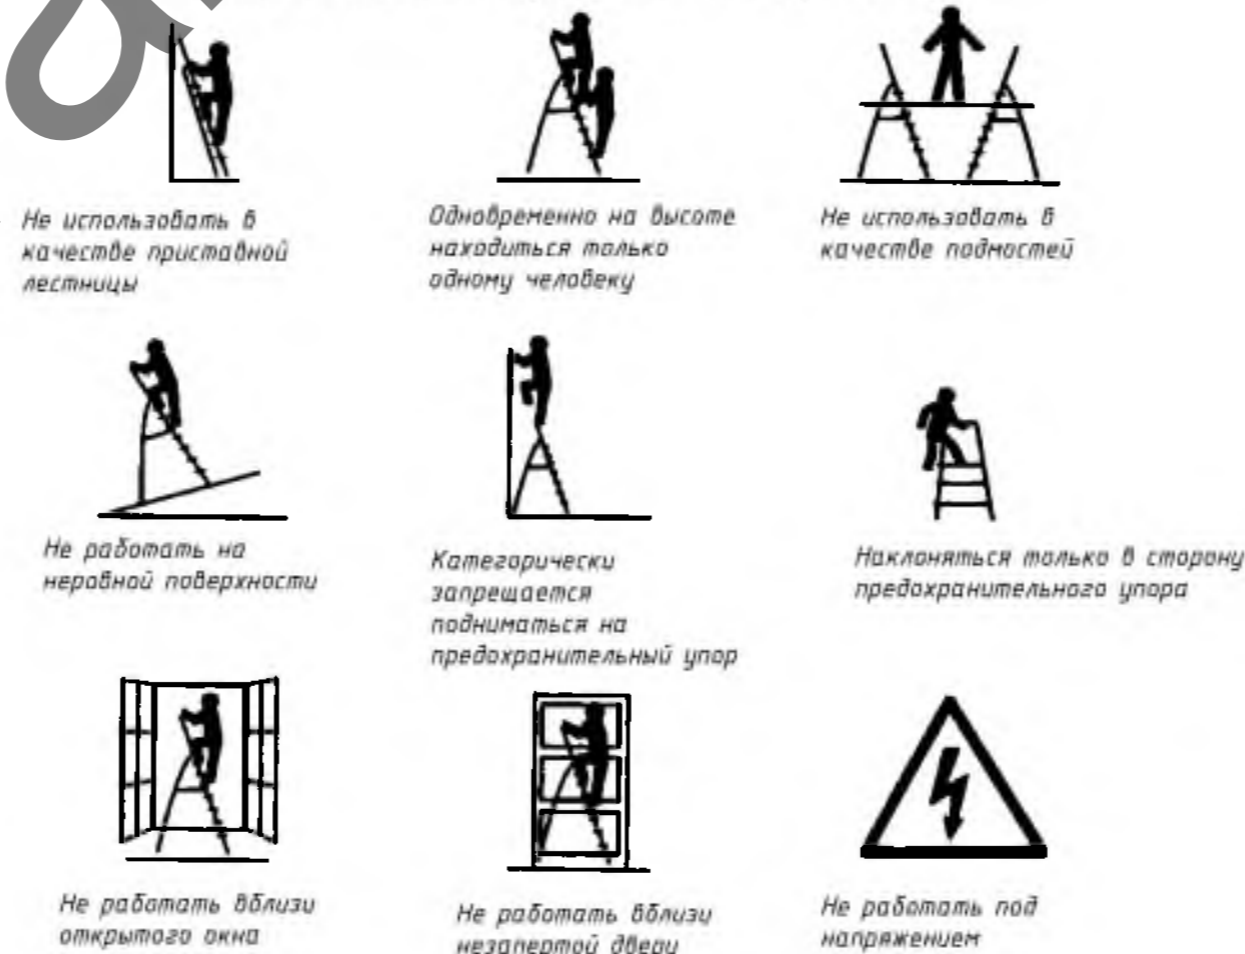 Не использовать в
качестве приставной
лестницы
Одновременно на высоте
находиться только
одному человеку
Не использовать в
качестве подмостей
Не работать на
неравной поверхности
Категорически
запрещается
подниматься на
предохранительный упор
Наклоняться только в сторону
предохранительного упора
Не работать вблизи
открытого окна
Не работать вблизи
незапертой двери
Не работать под
напряжением